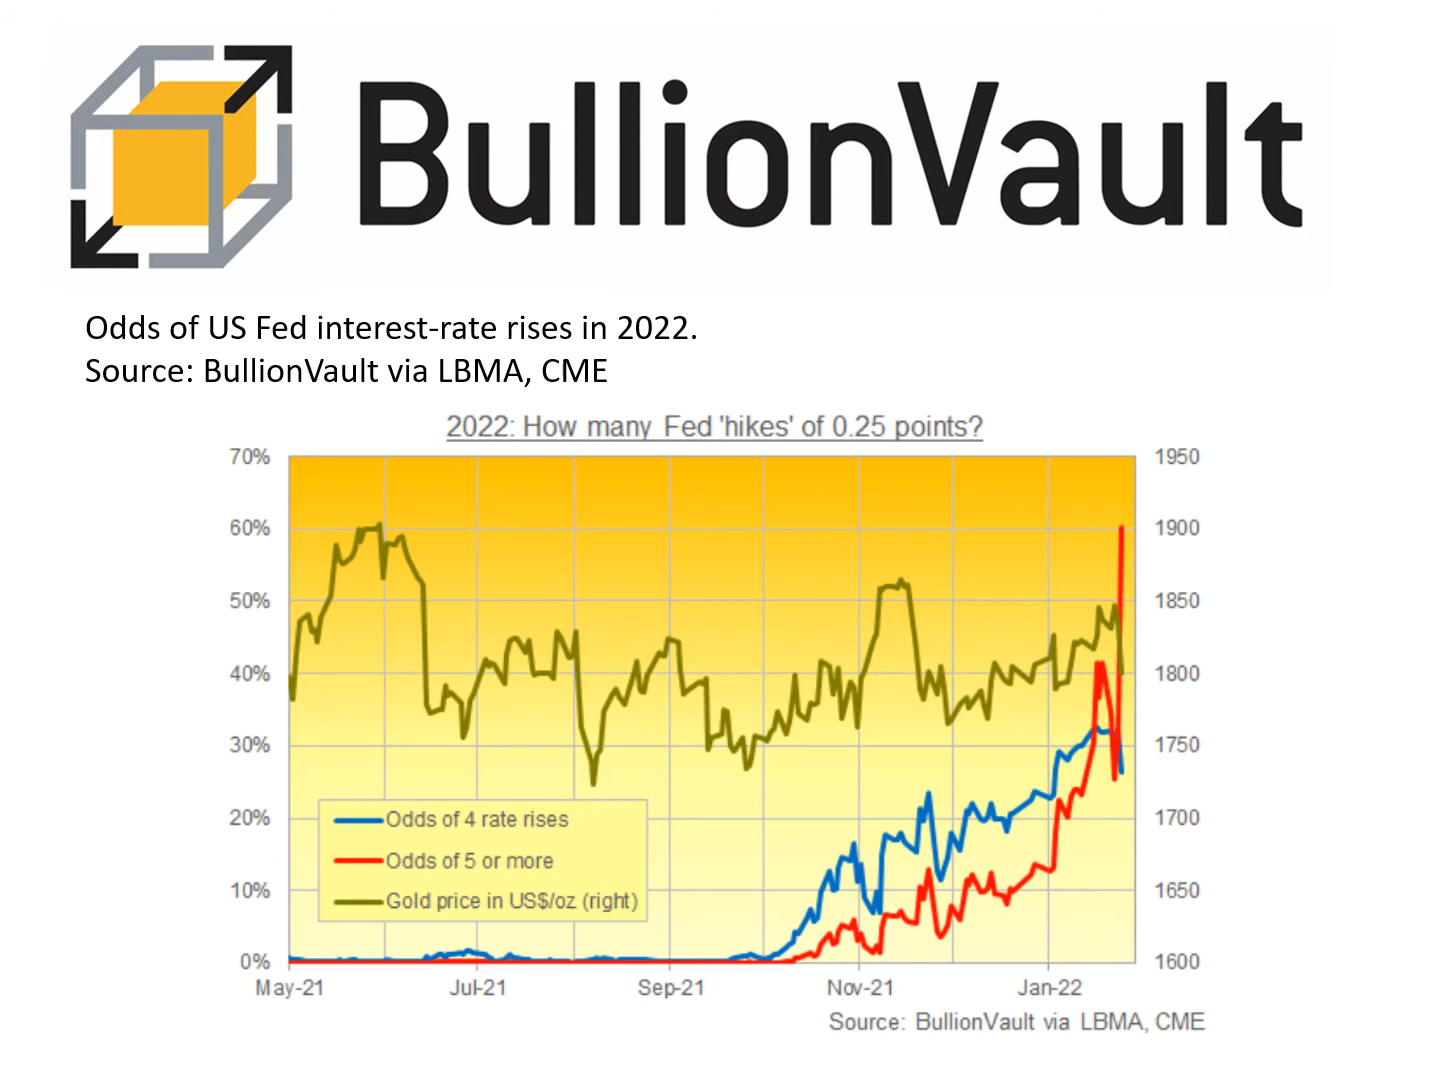 BullionVault
Odds of US Fed interest-rate rises in 2022.
Source: BullionVault via LBMA, CME
2022: How many Fed 'hikes' of 0.25 points?
70%
60%
50%
40%
30%
20%
10%
0%
1950
1900
1850
1800
1750
1700
1650
1600
Odds of 4 rate rises
Odds of 5 or more
Gold price in US$/oz (right)
May-21 Jul-21 Sep-21 Nov-21 Jan-22
Source: BullionVault via LBMA, CME